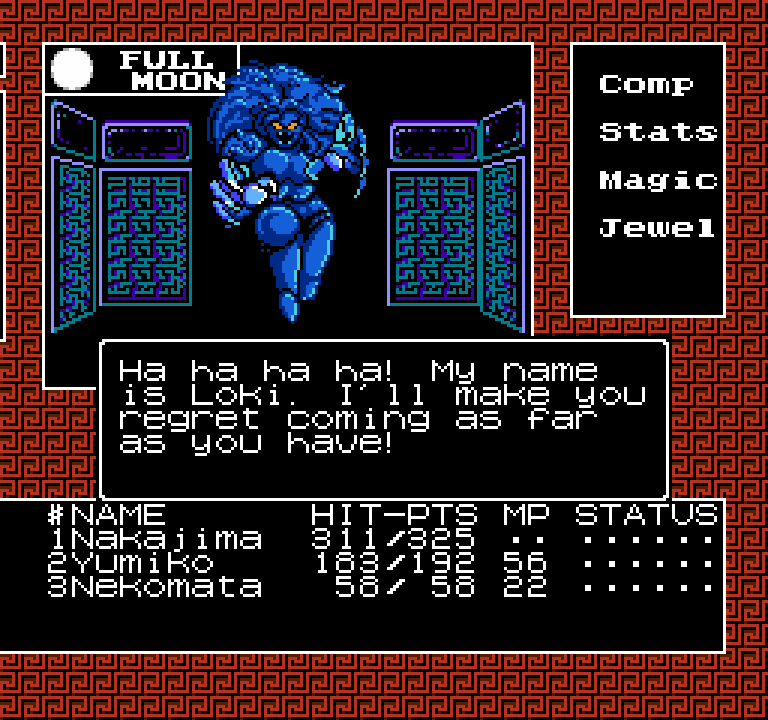 FULL
MOON
Comp
Stats
Magic
Jewel
Ha ha ha ha! My name
is Loki. I'll make you
regret coming as far
as you have!
#NAME HIT-PTS MP STATUS
1Nakajima 311/325 .. ......
2Yumiko 183/192 56 ......
3Nekomata 58/ 58 22 ......